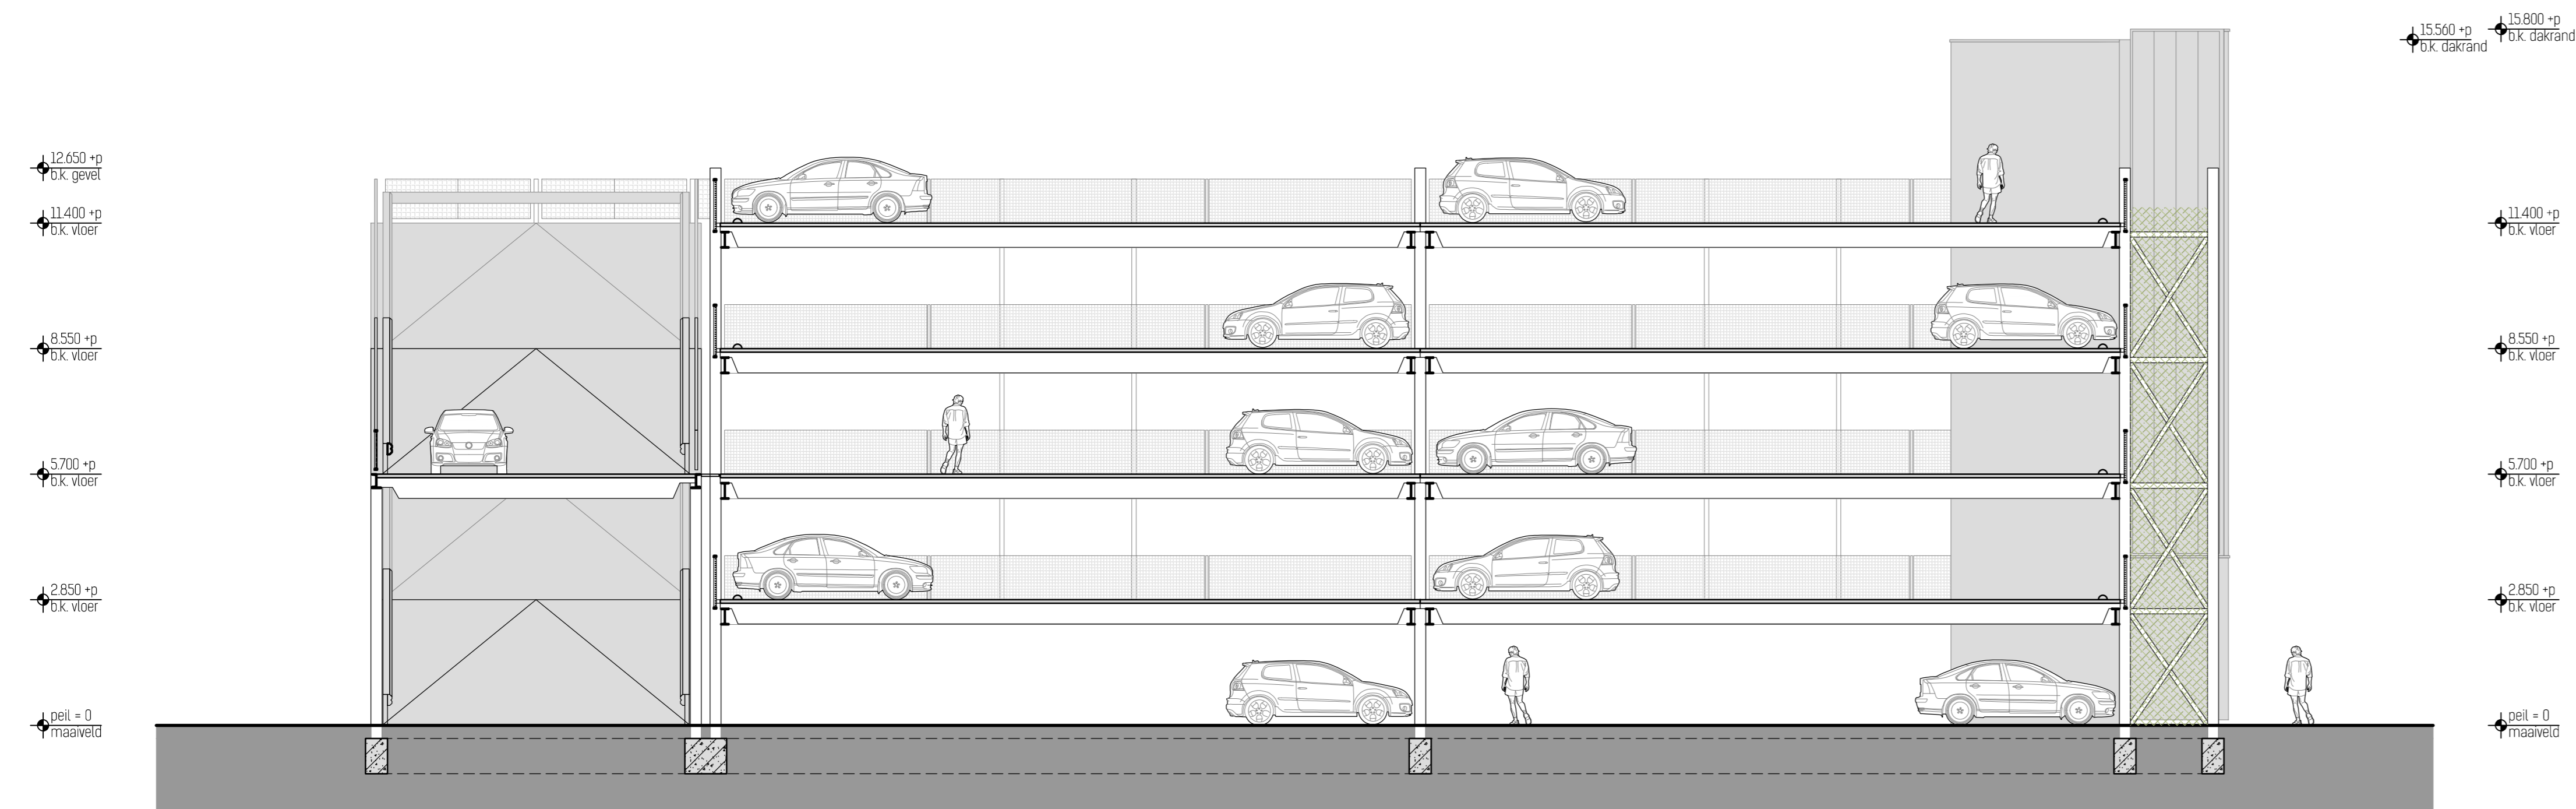 15.800 +p
b.k. dakrand
15.560 +p
b.k. dakrand
12.650 +p
b.k. gevel
11.400 +p
b.k. vloer
11.400 +p
b.k. vloer
8.550 +p
b.k. vloer
8.550 +p
b.k. vloer
5.700 +p
b.k. vloer
5.700 +p
b.k. vloer
2.850 +p
b.k. vloer
2.850 +p
b.k. vloer
peil = 0
maaiveld
peil = 0
maaiveld